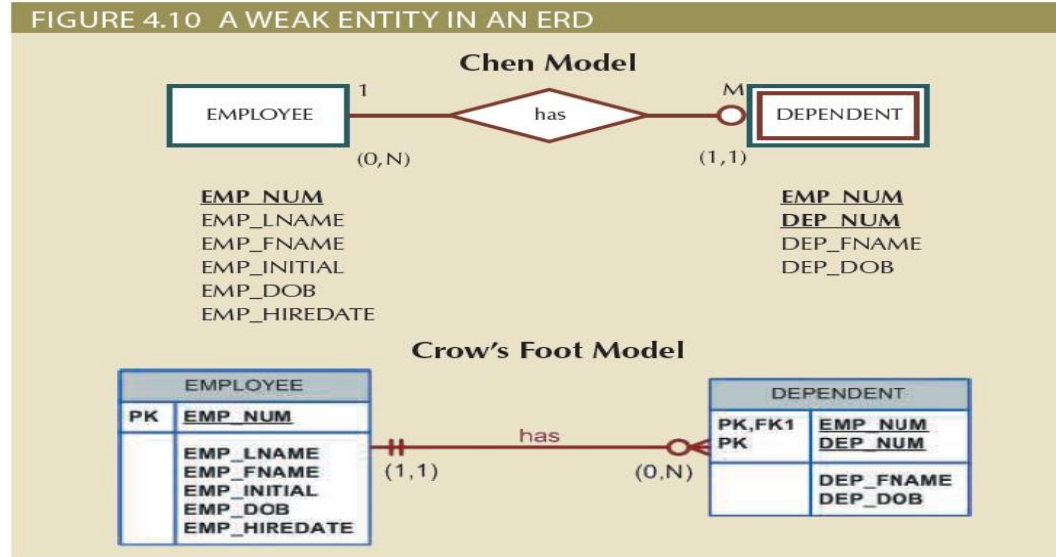 FIGURE 4.10 A WEAK ENTITY IN AN ERD
Chen Model
1 M
EMPLOYEE has DEPENDENT
(0,N) (1,1)
EMP_NUM EMP_NUM
EMP_LNAME DEP_NUM
EMP_FNAME DEP_FNAME
EMP_INITIAL DEP_DOB
EMP_DOB
EMP_HIREDATE
Crow's Foot Model
EMPLOYEE
PK EMP_NUM
EMP_LNAME
EMP_FNAME
EMP_INITIAL
EMP_DOB
EMP_HIREDATE
has
(1,1) (0,N)
DEPENDENT
PK,FK1 EMP_NUM
PK DEP_NUM
DEP_FNAME
DEP_DOB